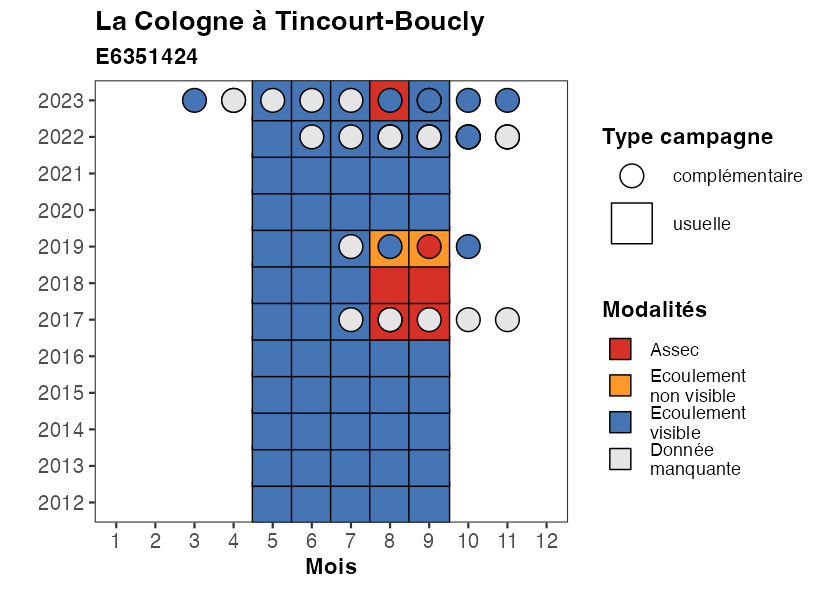 La Cologne à Tincourt-Boucly
E6351424
2023
2022
2021
2020
2019
2018
2017
2016
2015
2014
2013
2012
1 2 3 4 5 6 7 8 9 10 11 12
Mois
Type campagne
complémentaire
usuelle
Modalités
Assec
Ecoulement
non visible
Ecoulement
visible
Donnée
manquante